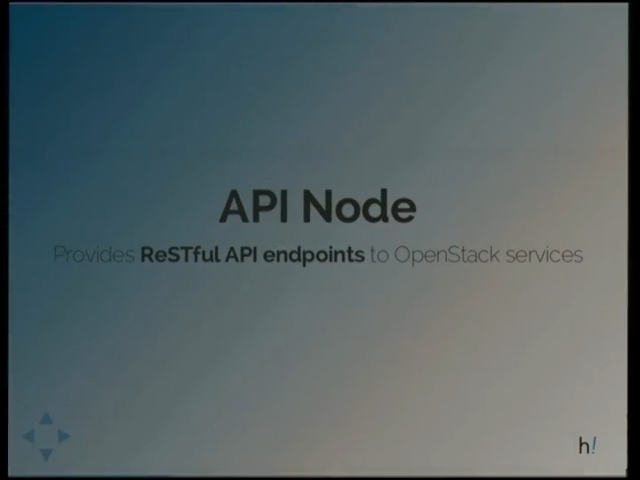 API Node
Provides ReSTful API endpoints to OpenStack services
h!